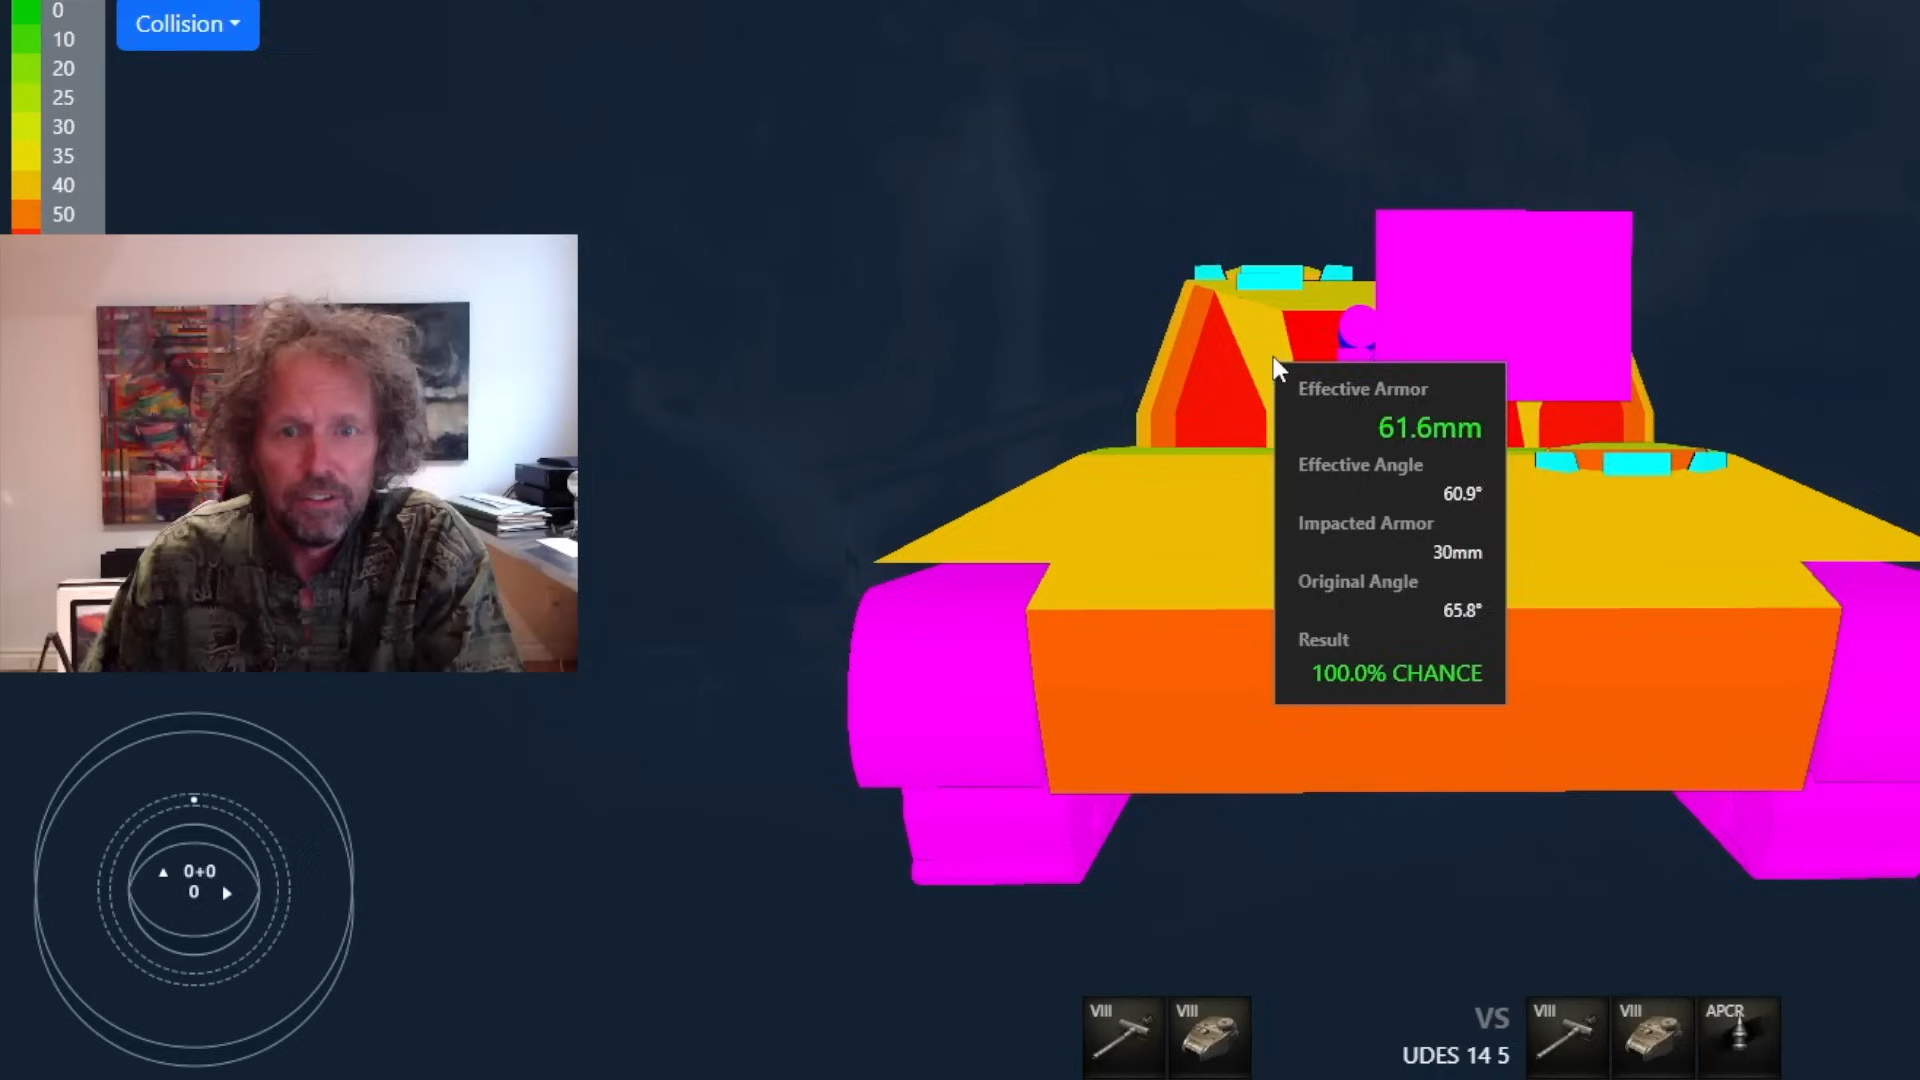 0
10
20
25
30
35
40
50
Collision
Effective Armor
61.6mm
Effective Angle
60.9°
Impacted Armor
30mm
Original Angle
65.8°
Result
100.0% CHANCE
0+0
0
VIII
VIII
VS
UDES 14 5
VIII
VIII
APCR